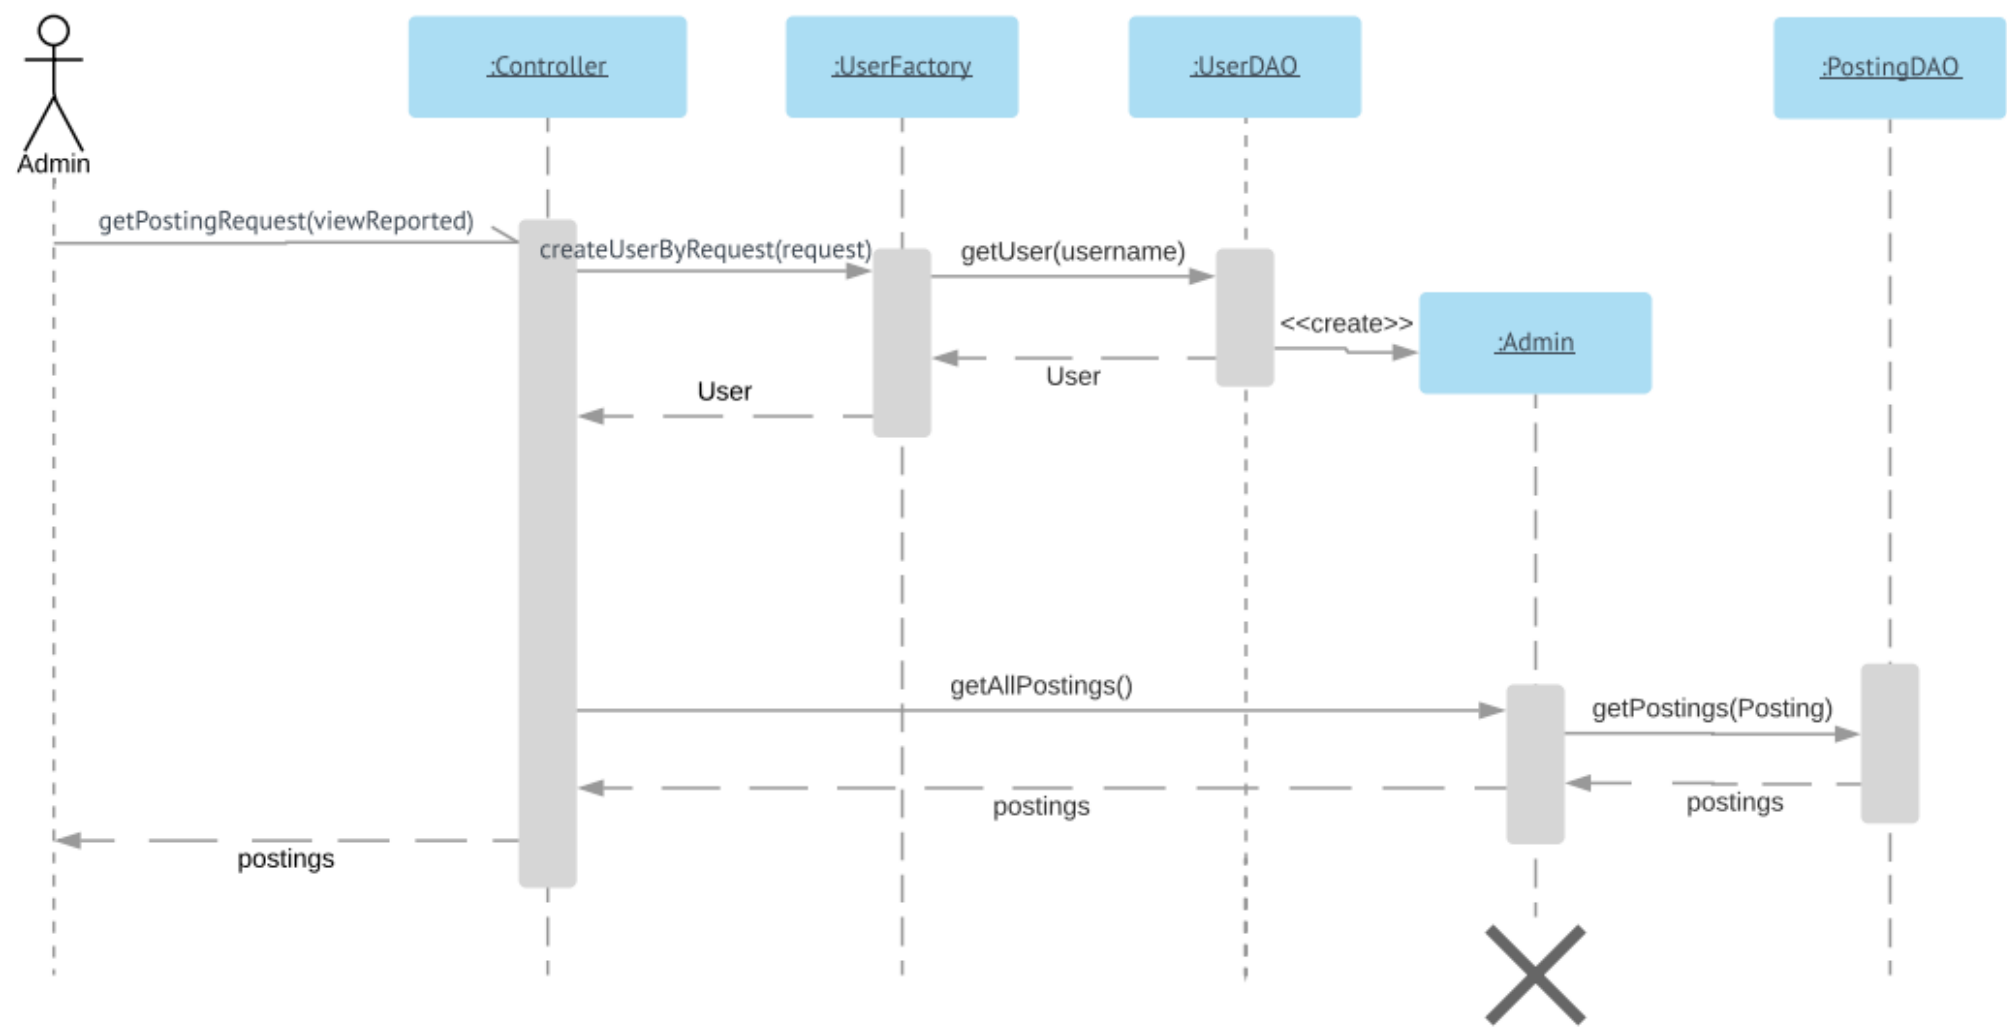 :Controller
:UserFactory
:UserDAO
:PostingDAO
Admin
getPostingRequest(viewReported)
createUserByRequest(request)
getUser(username)
<<create>>
:Admin
User
User
getAllPostings()
getPostings(Posting)
postings
postings
postings